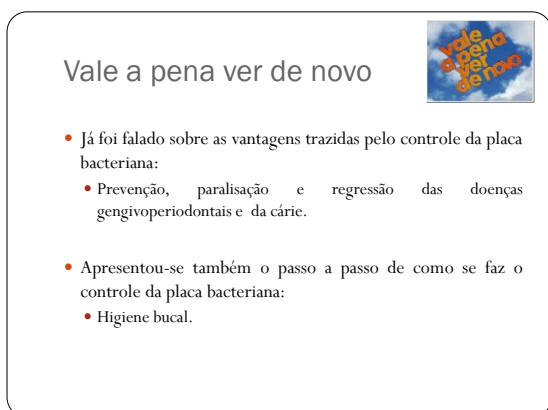 vale
a pena
ver
de novo
Vale a pena ver de novo
• Já foi falado sobre as vantagens trazidas pelo controle da placa
bacteriana:
• Prevenção, paralisação e regressão das doenças
gengivoperiodontais e da cárie.
• Apresentou-se também o passo a passo de como se faz o
controle da placa bacteriana:
• Higiene bucal.